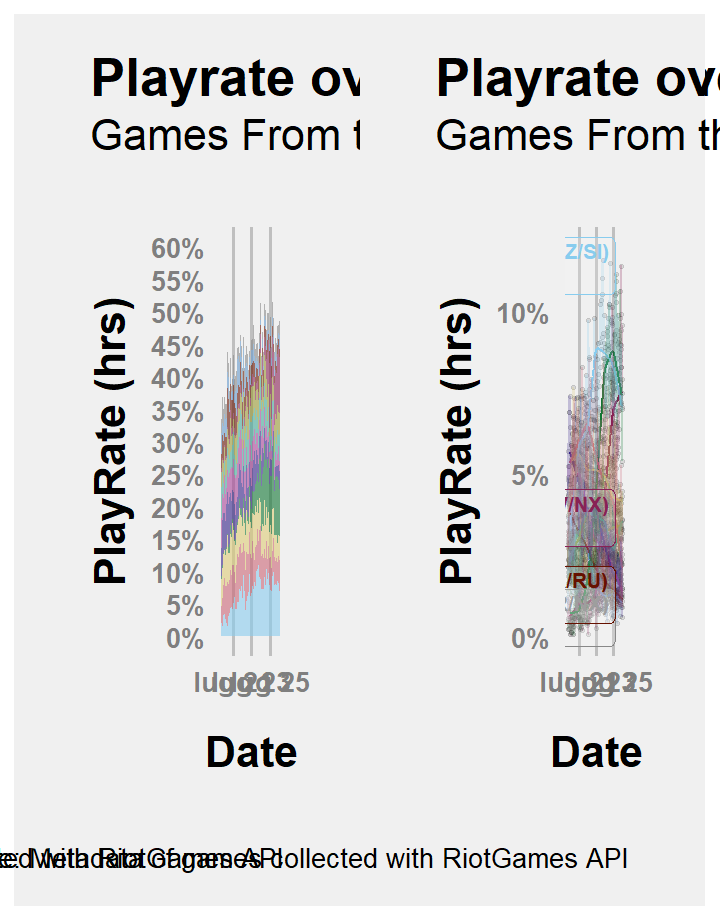 Playrate ov
Games From t
PlayRate (hrs)
60%
55%
50%
45%
40%
35%
30%
25%
20%
15%
10%
5%
0%
Date
Playrate ove
Games From th
PlayRate (hrs)
10%
5%
0%
Z/SI)
/NX)
/RU)
Date
collected with RiotGames API